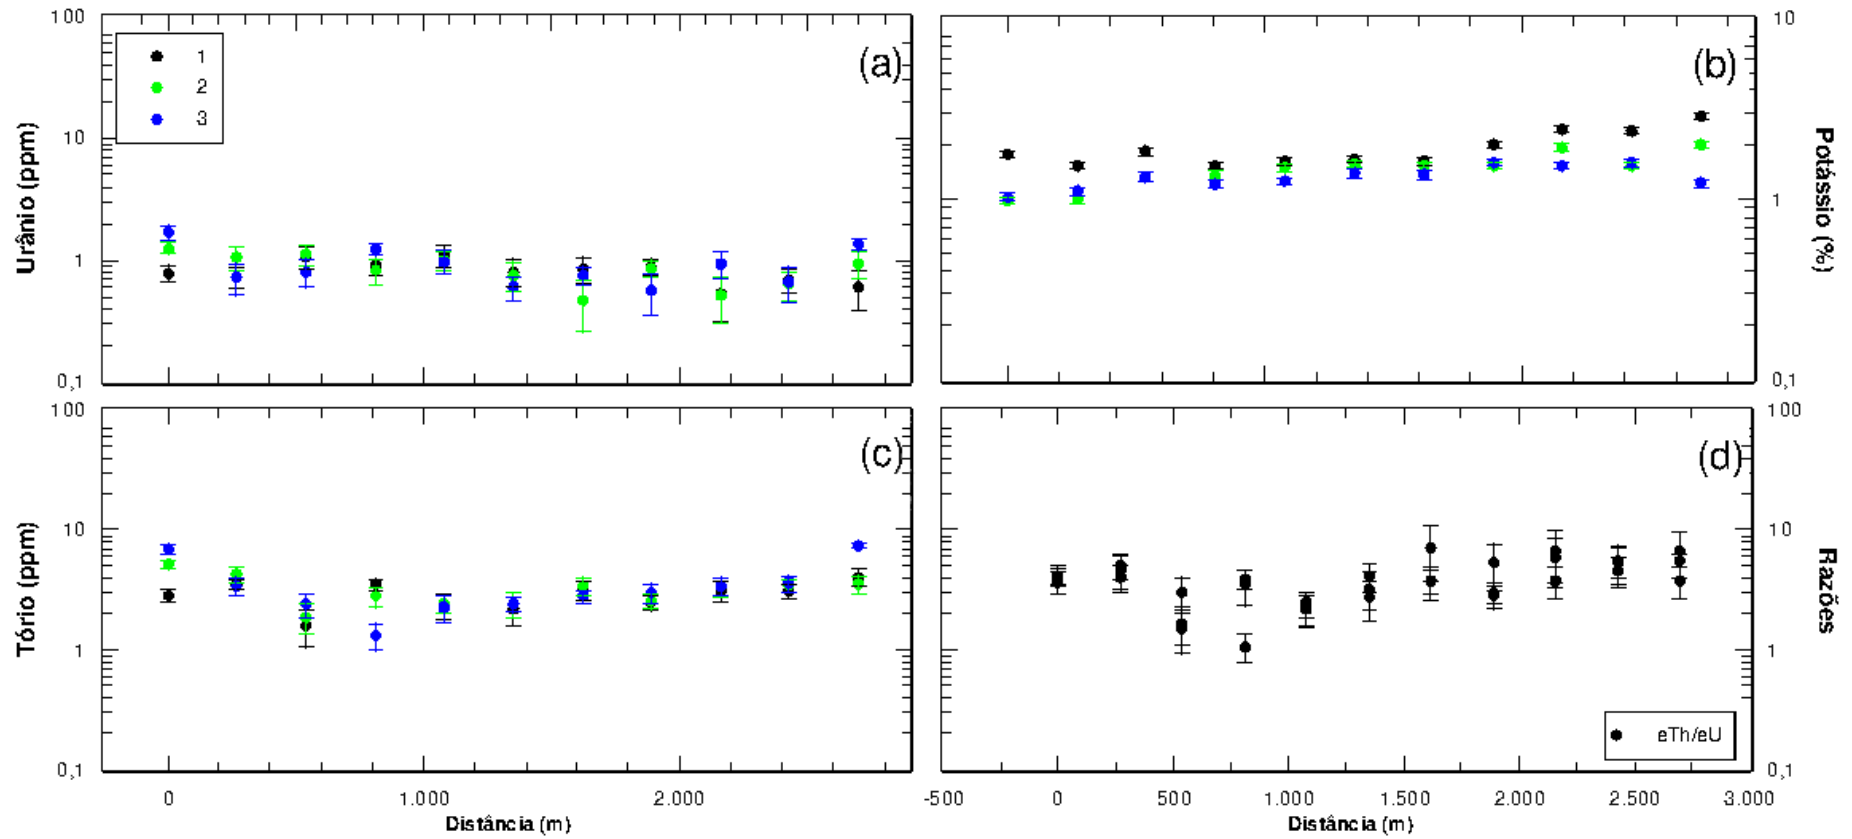 100
10
1
0,1
Urânio (ppm)
1
2
3
(a)
(b)
10
1
0,1
Potássio (%)
100
10
1
0,1
Tório (ppm)
(c)
0
1.000
2.000
Distância (m)
(d)
100
10
1
0,1
Razões
eTh/eU
-500
0
500
1.000
1.500
2.000
2.500
3.000
Distância (m)